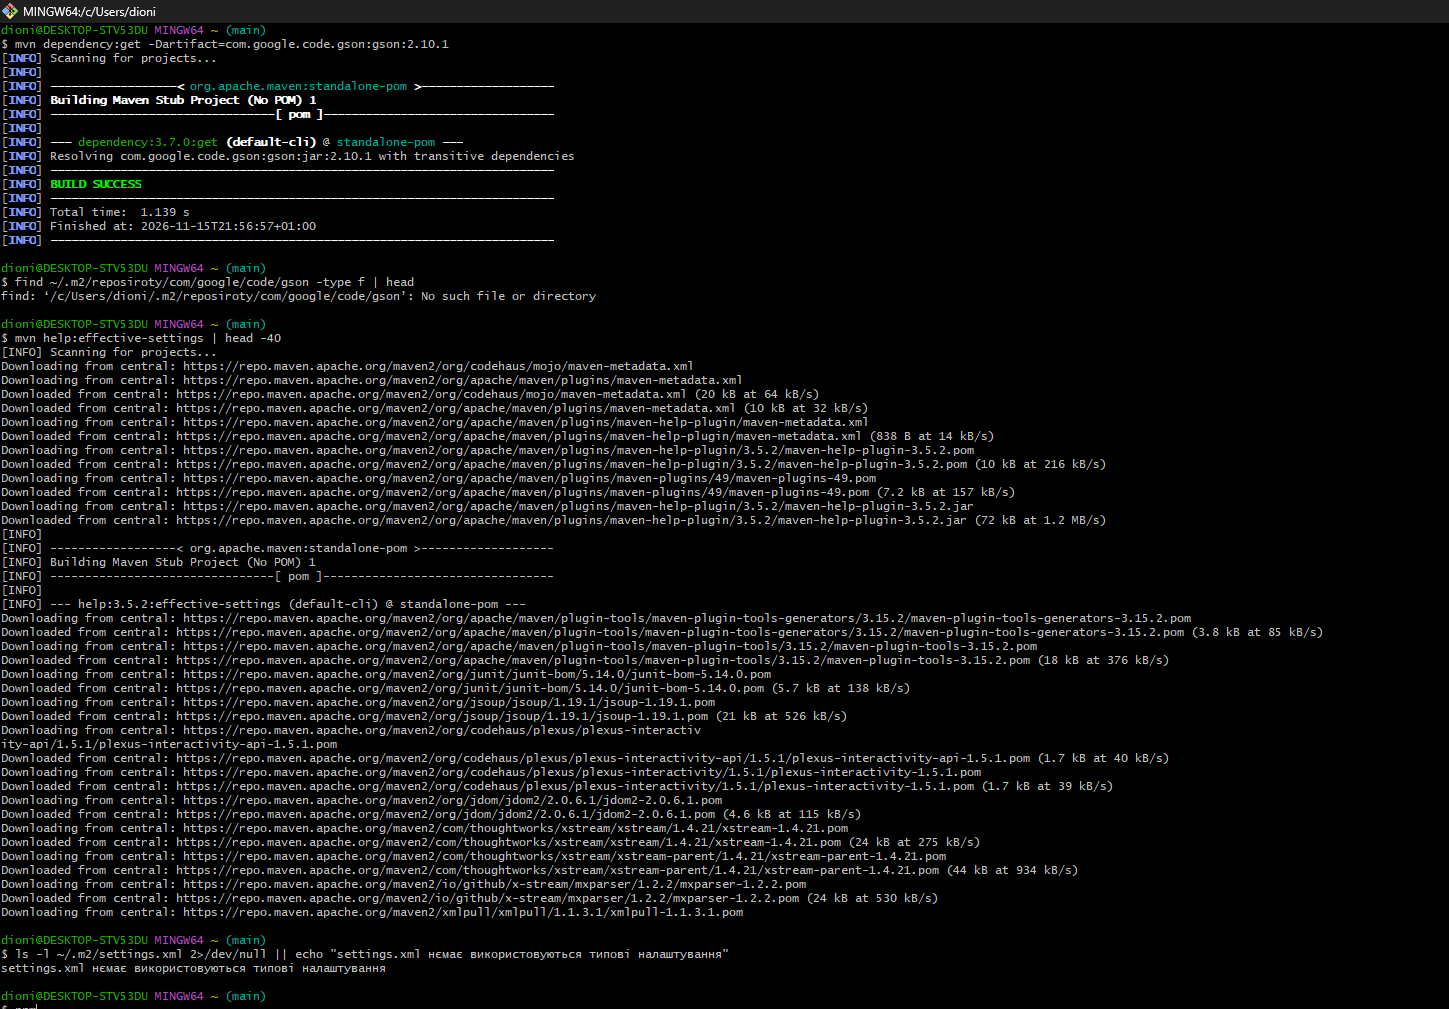 MINGW64:/c/Users/dioni
dioni@DESKTOP-STV53DU MINGW64 ~ (main)
$ mvn dependency:get -Dartifact=com.google.code.gson:gson:2.10.1
[INFO] Scanning for projects...
[INFO]
[INFO] ------------------< org.apache.maven:standalone-pom >-------------------
[INFO] Building Maven Stub Project (No POM) 1
[INFO] --------------------------------[ pom ]---------------------------------
[INFO]
[INFO] --- dependency:3.7.0:get (default-cli) @ standalone-pom ---
[INFO] Resolving com.google.code.gson:gson:jar:2.10.1 with transitive dependencies
[INFO] ------------------------------------------------------------------------
[INFO] BUILD SUCCESS
[INFO] ------------------------------------------------------------------------
[INFO] Total time:  1.139 s
[INFO] Finished at: 2026-11-15T21:56:57+01:00
[INFO] ------------------------------------------------------------------------
dioni@DESKTOP-STV53DU MINGW64 ~ (main)
$ find ~/.m2/reposiroty/com/google/code/gson -type f | head
find: ‘/c/Users/dioni/.m2/reposiroty/com/google/code/gson’: No such file or directory
dioni@DESKTOP-STV53DU MINGW64 ~ (main)
$ mvn help:effective-settings | head -40
[INFO] Scanning for projects...
Downloading from central: https://repo.maven.apache.org/maven2/org/codehaus/mojo/maven-metadata.xml
Downloading from central: https://repo.maven.apache.org/maven2/org/apache/maven/plugins/maven-metadata.xml
Downloaded from central: https://repo.maven.apache.org/maven2/org/codehaus/mojo/maven-metadata.xml (20 kB at 64 kB/s)
Downloaded from central: https://repo.maven.apache.org/maven2/org/apache/maven/plugins/maven-metadata.xml (10 kB at 32 kB/s)
Downloading from central: https://repo.maven.apache.org/maven2/org/apache/maven/plugins/maven-help-plugin/maven-metadata.xml
Downloaded from central: https://repo.maven.apache.org/maven2/org/apache/maven/plugins/maven-help-plugin/maven-metadata.xml (838 B at 14 kB/s)
Downloading from central: https://repo.maven.apache.org/maven2/org/apache/maven/plugins/maven-help-plugin/3.5.2/maven-help-plugin-3.5.2.pom
Downloaded from central: https://repo.maven.apache.org/maven2/org/apache/maven/plugins/maven-help-plugin/3.5.2/maven-help-plugin-3.5.2.pom (10 kB at 216 kB/s)
Downloading from central: https://repo.maven.apache.org/maven2/org/apache/maven/plugins/maven-plugins/49/maven-plugins-49.pom
Downloaded from central: https://repo.maven.apache.org/maven2/org/apache/maven/plugins/maven-plugins/49/maven-plugins-49.pom (7.2 kB at 157 kB/s)
Downloading from central: https://repo.maven.apache.org/maven2/org/apache/maven/plugins/maven-help-plugin/3.5.2/maven-help-plugin-3.5.2.jar
Downloaded from central: https://repo.maven.apache.org/maven2/org/apache/maven/plugins/maven-help-plugin/3.5.2/maven-help-plugin-3.5.2.jar (72 kB at 1.2 MB/s)
[INFO]
[INFO] ------------------< org.apache.maven:standalone-pom >-------------------
[INFO] Building Maven Stub Project (No POM) 1
[INFO] --------------------------------[ pom ]---------------------------------
[INFO]
[INFO] --- help:3.5.2:effective-settings (default-cli) @ standalone-pom ---
Downloading from central: https://repo.maven.apache.org/maven2/org/apache/maven/plugin-tools/maven-plugin-tools-generators/3.15.2/maven-plugin-tools-generators-3.15.2.pom
Downloaded from central: https://repo.maven.apache.org/maven2/org/apache/maven/plugin-tools/maven-plugin-tools-generators/3.15.2/maven-plugin-tools-generators-3.15.2.pom (3.8 kB at 85 kB/s)
Downloading from central: https://repo.maven.apache.org/maven2/org/apache/maven/plugin-tools/maven-plugin-tools/3.15.2/maven-plugin-tools-3.15.2.pom
Downloaded from central: https://repo.maven.apache.org/maven2/org/apache/maven/plugin-tools/maven-plugin-tools/3.15.2/maven-plugin-tools-3.15.2.pom (18 kB at 376 kB/s)
Downloading from central: https://repo.maven.apache.org/maven2/org/junit/junit-bom/5.14.0/junit-bom-5.14.0.pom
Downloaded from central: https://repo.maven.apache.org/maven2/org/junit/junit-bom/5.14.0/junit-bom-5.14.0.pom (5.7 kB at 138 kB/s)
Downloading from central: https://repo.maven.apache.org/maven2/org/jsoup/jsoup/1.19.1/jsoup-1.19.1.pom
Downloaded from central: https://repo.maven.apache.org/maven2/org/jsoup/jsoup/1.19.1/jsoup-1.19.1.pom (21 kB at 526 kB/s)
Downloading from central: https://repo.maven.apache.org/maven2/org/codehaus/plexus/plexus-interactiv
ity-api/1.5.1/plexus-interactivity-api-1.5.1.pom
Downloaded from central: https://repo.maven.apache.org/maven2/org/codehaus/plexus/plexus-interactivity-api/1.5.1/plexus-interactivity-api-1.5.1.pom (1.7 kB at 40 kB/s)
Downloading from central: https://repo.maven.apache.org/maven2/org/codehaus/plexus/plexus-interactivity/1.5.1/plexus-interactivity-1.5.1.pom
Downloaded from central: https://repo.maven.apache.org/maven2/org/codehaus/plexus/plexus-interactivity/1.5.1/plexus-interactivity-1.5.1.pom (1.7 kB at 39 kB/s)
Downloading from central: https://repo.maven.apache.org/maven2/org/jdom/jdom2/2.0.6.1/jdom2-2.0.6.1.pom
Downloaded from central: https://repo.maven.apache.org/maven2/org/jdom/jdom2/2.0.6.1/jdom2-2.0.6.1.pom (4.6 kB at 115 kB/s)
Downloading from central: https://repo.maven.apache.org/maven2/com/thoughtworks/xstream/xstream/1.4.21/xstream-1.4.21.pom
Downloaded from central: https://repo.maven.apache.org/maven2/com/thoughtworks/xstream/xstream/1.4.21/xstream-1.4.21.pom (24 kB at 275 kB/s)
Downloading from central: https://repo.maven.apache.org/maven2/com/thoughtworks/xstream/xstream-parent/1.4.21/xstream-parent-1.4.21.pom
Downloaded from central: https://repo.maven.apache.org/maven2/com/thoughtworks/xstream/xstream-parent/1.4.21/xstream-parent-1.4.21.pom (44 kB at 934 kB/s)
Downloading from central: https://repo.maven.apache.org/maven2/io/github/x-stream/mxparser/1.2.2/mxparser-1.2.2.pom
Downloaded from central: https://repo.maven.apache.org/maven2/io/github/x-stream/mxparser/1.2.2/mxparser-1.2.2.pom (24 kB at 530 kB/s)
Downloading from central: https://repo.maven.apache.org/maven2/xmlpull/xmlpull/1.1.3.1/xmlpull-1.1.3.1.pom
dioni@DESKTOP-STV53DU MINGW64 ~ (main)
$ ls -l ~/.m2/settings.xml 2>/dev/null || echo "settings.xml нємає використовуються типові налаштування"
settings.xml нємає використовуються типові налаштування
dioni@DESKTOP-STV53DU MINGW64 ~ (main)
$